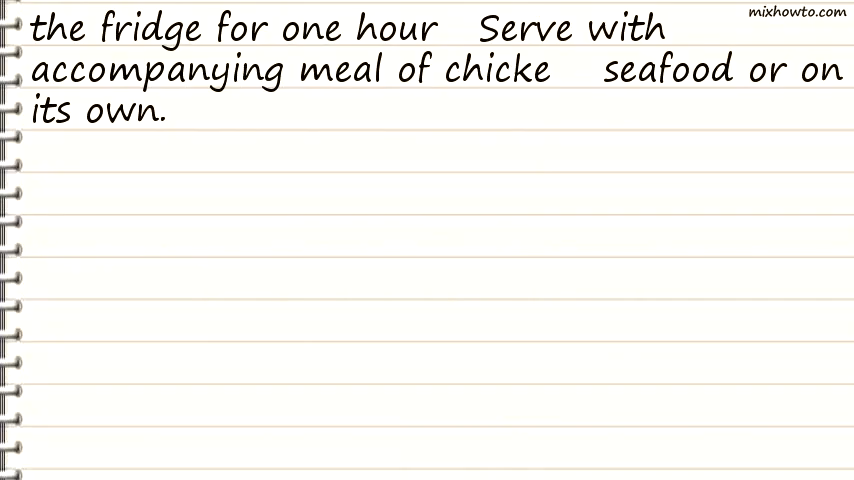 mixhowto.com
the fridge for one hour Serve with
accompanying meal of chicke seafood or on
its own.